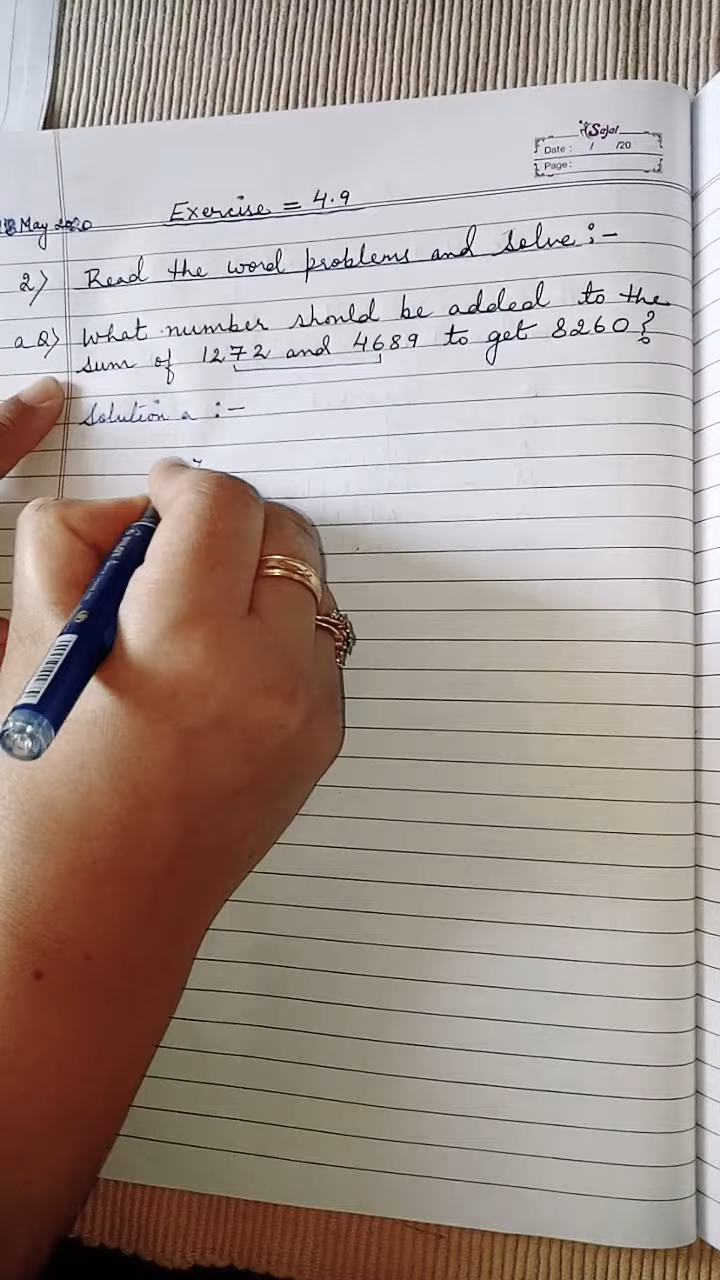 Sajal
Date : / /20
Page:
May 2020
Exercise = 4.9
2) Read the word problems and solve :-
a Q) What number should be added to the
sum of 1272 and 4689 to get 8260?
Solution a :-